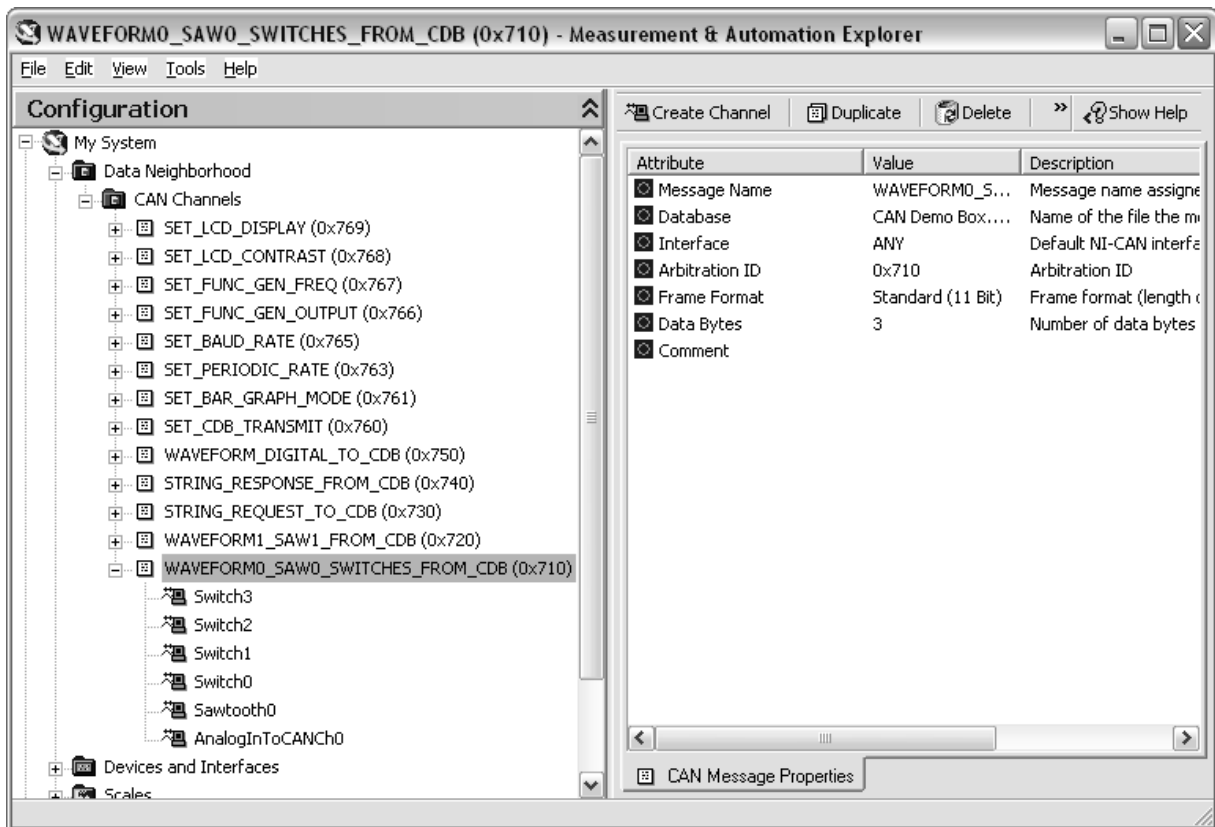 WAVEFORM0_SAW0_SWITCHES_FROM_CDB (0x710) - Measurement & Automation Explorer
File Edit View Tools Help
Configuration
My System
Data Neighborhood
CAN Channels
SET_LCD_DISPLAY (0x769)
SET_LCD_CONTRAST (0x768)
SET_FUNC_GEN_FREQ (0x767)
SET_FUNC_GEN_OUTPUT (0x766)
SET_BAUD_RATE (0x765)
SET_PERIODIC_RATE (0x763)
SET_BAR_GRAPH_MODE (0x761)
SET_CDB_TRANSMIT (0x760)
WAVEFORM_DIGITAL_TO_CDB (0x750)
STRING_RESPONSE_FROM_CDB (0x740)
STRING_REQUEST_TO_CDB (0x730)
WAVEFORM1_SAW1_FROM_CDB (0x720)
WAVEFORM0_SAW0_SWITCHES_FROM_CDB (0x710)
Switch3
Switch2
Switch1
Switch0
Sawtooth0
AnalogInToCANCh0
Devices and Interfaces
Scales
Create Channel Duplicate Delete » Show Help
Attribute Value Description
Message Name WAVEFORM0_S... Message name assigne
Database CAN Demo Box.... Name of the file the m
Interface ANY Default NI-CAN interfa
Arbitration ID 0x710 Arbitration ID
Frame Format Standard (11 Bit) Frame format (length
Data Bytes 3 Number of data bytes
Comment
CAN Message Properties